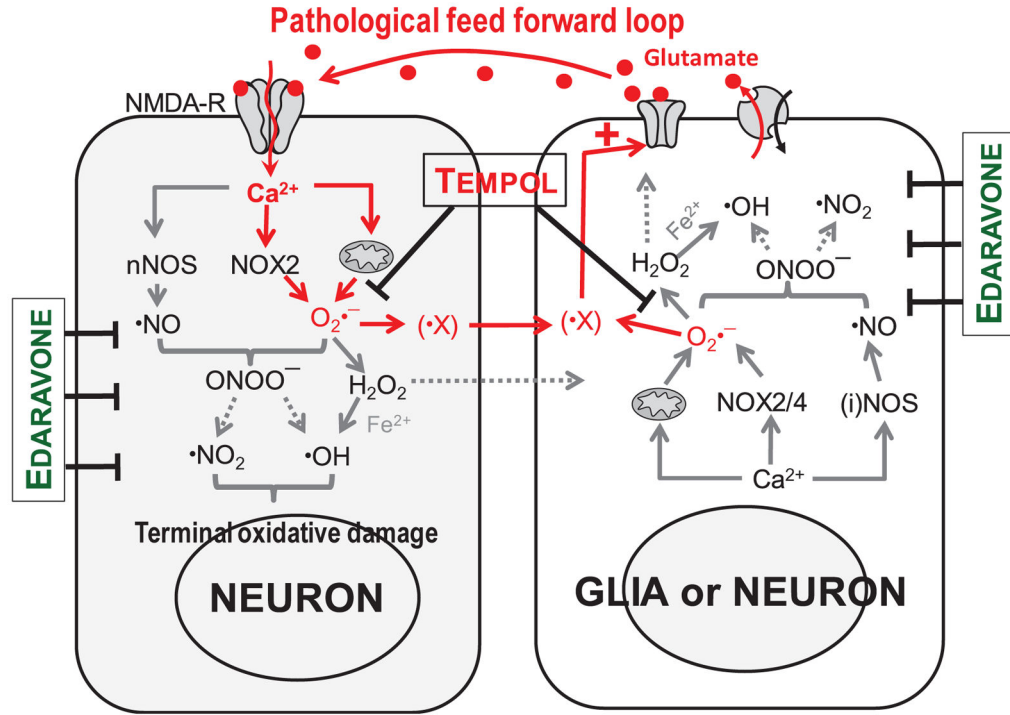 Pathological feed forward loop
Glutamate
NMDA-R
Ca²⁺
TEMPOL
nNOS
NOX2
•NO
O₂•⁻
(•X)
ONOO⁻
H₂O₂
Fe²⁺
•NO₂
•OH
Terminal oxidative damage
NEURON
EDARAVONE
+
•OH
•NO₂
Fe²⁺
H₂O₂
ONOO⁻
(•X)
O₂•⁻
•NO
NOX2/4
(i)NOS
Ca²⁺
GLIA or NEURON
EDARAVONE